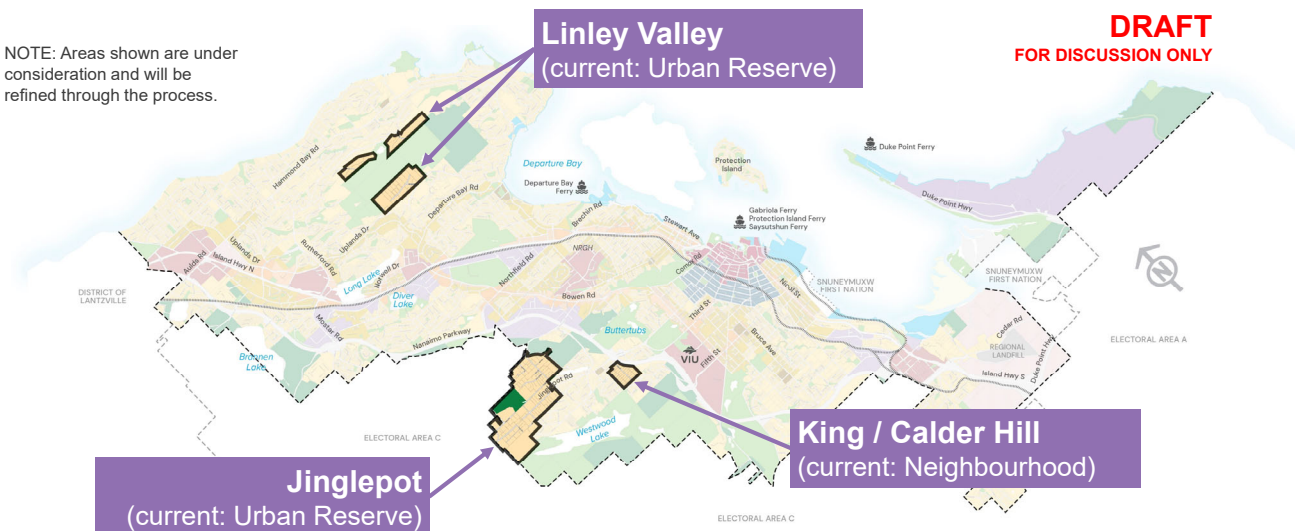 NOTE: Areas shown are under
consideration and will be
refined through the process.
Linley Valley
(current: Urban Reserve)
DRAFT
FOR DISCUSSION ONLY
Hammond Bay Rd
Departure Bay
Departure Bay
Ferry
Protection
Island
Duke Point Ferry
Duke Point Hwy
Departure Bay Rd
Brechin Rd
Stewart Ave
Gabriola Ferry
Protection Island Ferry
Saysutshun Ferry
Uplands Dr
Rutherford Rd
Uplands Dr
Aulds Rd
Island Hwy N
Long Lake
Norwell Dr
Diver
Lake
Northfield Rd
NRGH
Comox Rd
Nicol St
SNUNEYMUXW
FIRST NATION
SNUNEYMUXW
FIRST NATION
DISTRICT OF
LANTZVILLE
Mostar Rd
Bowen Rd
Third St
Bruce Ave
Cedar Rd
REGIONAL
LANDFILL
Duke Point Hwy
ELECTORAL AREA A
Brannen
Lake
Nanaimo Parkway
Buttertubs
VIU
Fifth St
Island Hwy S
Jinglepot Rd
Westwood
Lake
ELECTORAL AREA C
King / Calder Hill
(current: Neighbourhood)
Jinglepot
(current: Urban Reserve)
ELECTORAL AREA C
N